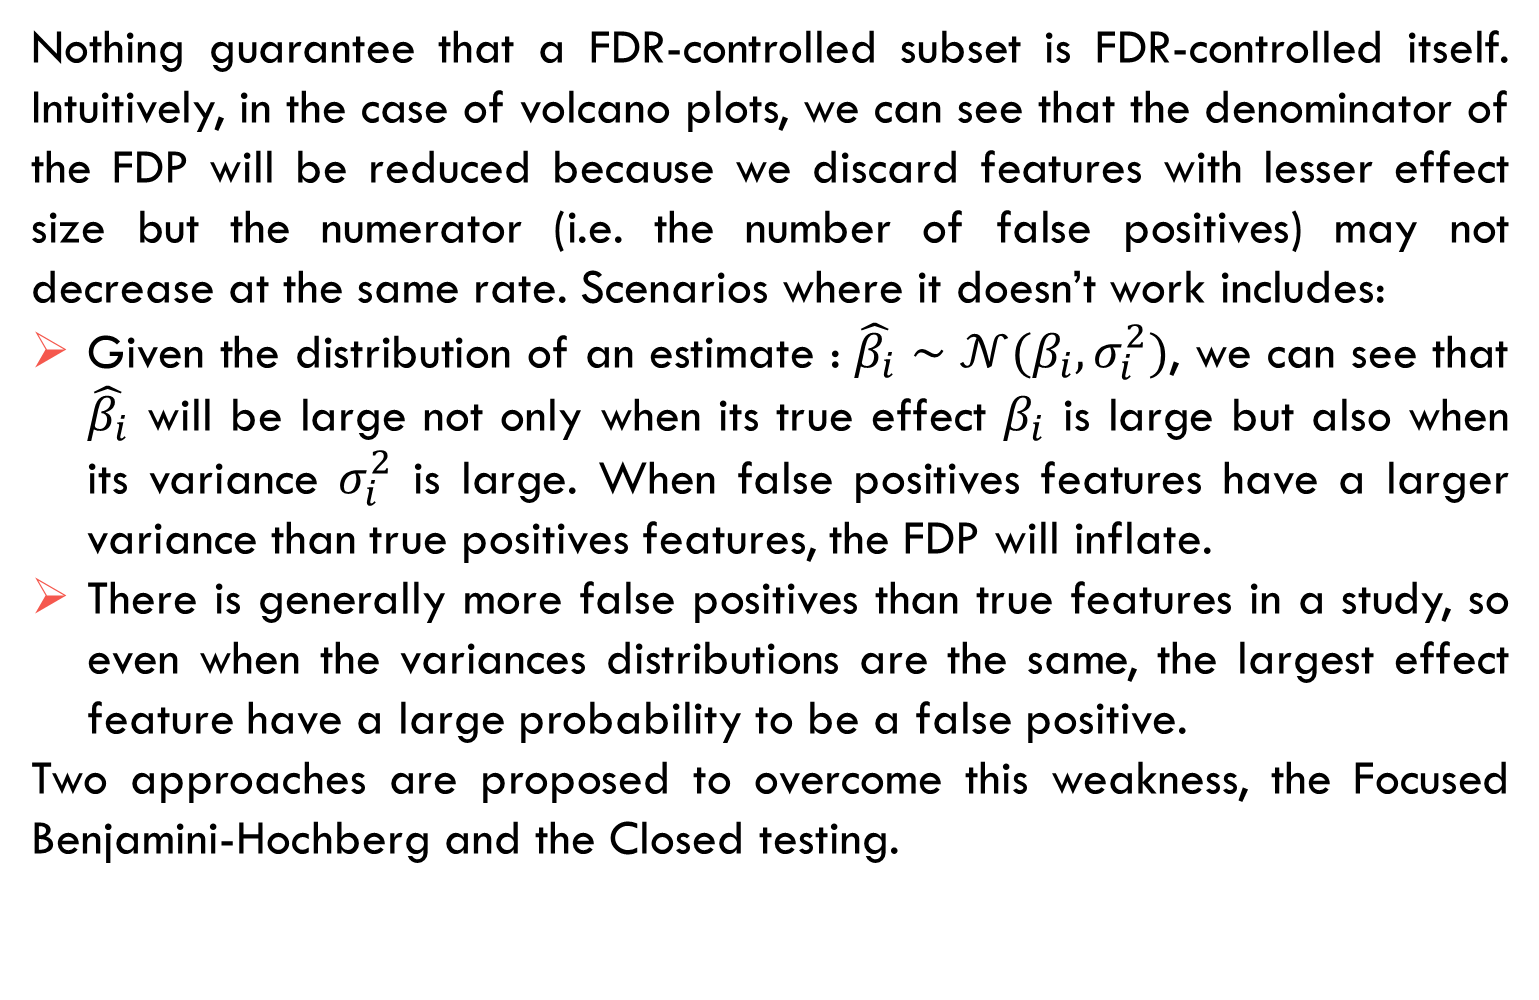 Nothing guarantee that a FDR-controlled subset is FDR-controlled itself.
Intuitively, in the case of volcano plots, we can see that the denominator of
the FDP will be reduced because we discard features with lesser effect
size but the numerator (i.e. the number of false positives) may not
decrease at the same rate. Scenarios where it doesn’t work includes:
➢ Given the distribution of an estimate : β̂ᵢ ~ 𝒩(βᵢ, σᵢ²), we can see that
β̂ᵢ will be large not only when its true effect βᵢ is large but also when
its variance σᵢ² is large. When false positives features have a larger
variance than true positives features, the FDP will inflate.
➢ There is generally more false positives than true features in a study, so
even when the variances distributions are the same, the largest effect
feature have a large probability to be a false positive.
Two approaches are proposed to overcome this weakness, the Focused
Benjamini-Hochberg and the Closed testing.